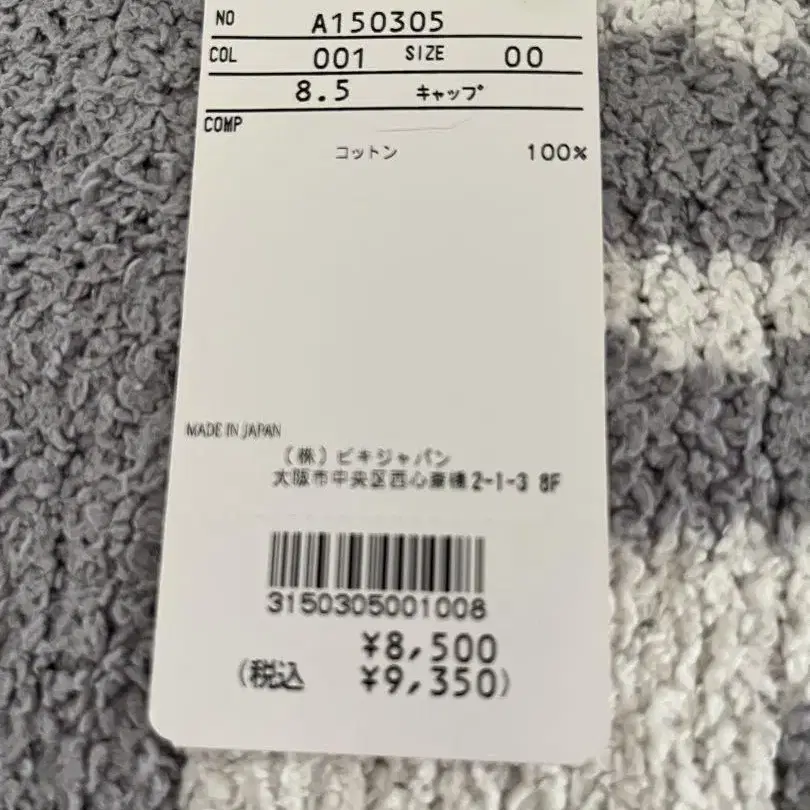 NO A150305
COL 001 SIZE 00
8.5 キャップ
COMP
コットン 100%
MADE IN JAPAN
(株)ピキジャパン
大阪市中央区西心斎橋2-1-3 8F
3150305001008
¥8,500
(税込 ¥9,350)